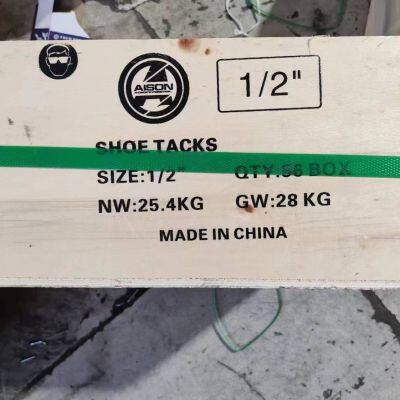 AISON
1/2"
SHOE TACKS
SIZE:1/2" QTY:56 BOX
NW:25.4KG GW:28 KG
MADE IN CHINA